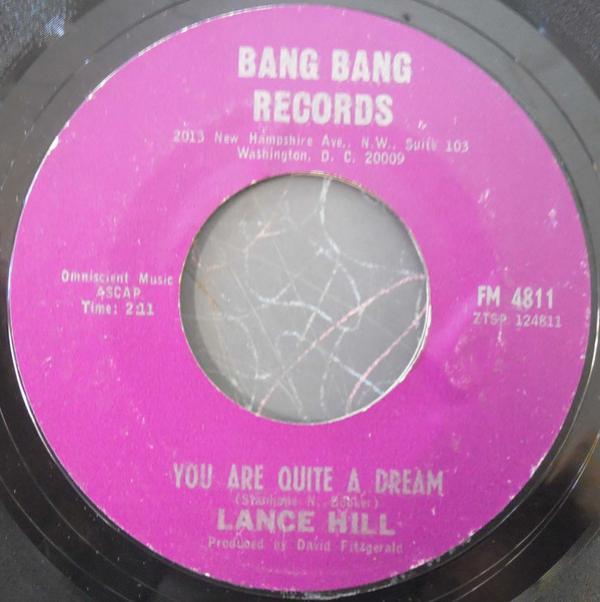 BANG BANG
RECORDS
2013 New Hampshire Ave., N.W., Suite 103
Washington, D. C. 20009
Omniscient Music
ASCAP
Time: 2:11
FM 4811
ZTSP 124811
YOU ARE QUITE A DREAM
N.
LANCE HILL
Produced by David Fitzgerald